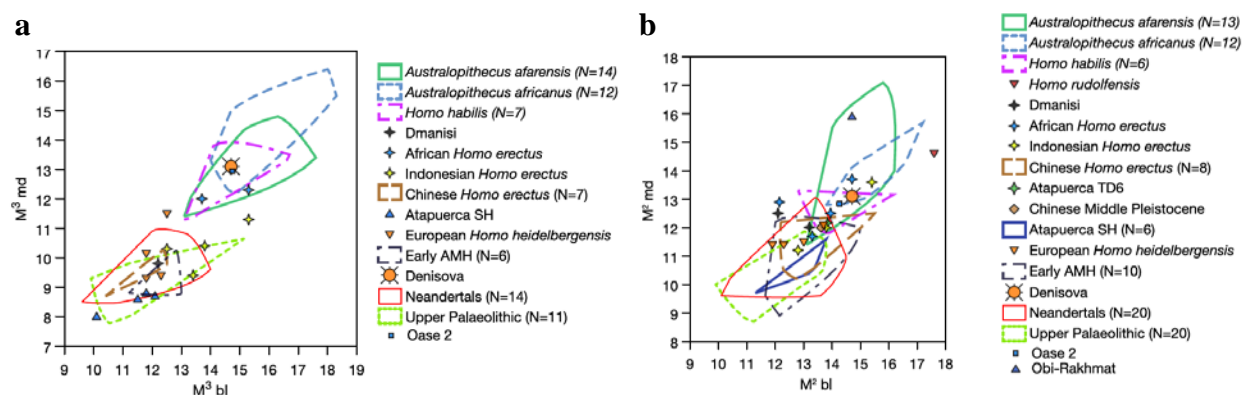 a
17
16
15
14
13
12
11
10
9
8
7
M³ md
9 10 11 12 13 14 15 16 17 18 19
M³ bl
Australopithecus afarensis (N=14)
Australopithecus africanus (N=12)
Homo habilis (N=7)
Dmanisi
African Homo erectus
Indonesian Homo erectus
Chinese Homo erectus (N=7)
Atapuerca SH
European Homo heidelbergensis
Early AMH (N=6)
Denisova
Neandertals (N=14)
Upper Palaeolithic (N=11)
Oase 2
b
18
17
16
15
14
13
12
11
10
9
8
M² md
9 10 11 12 13 14 15 16 17 18
M² bl
Australopithecus afarensis (N=13)
Australopithecus africanus (N=12)
Homo habilis (N=6)
Homo rudolfensis
Dmanisi
African Homo erectus
Indonesian Homo erectus
Chinese Homo erectus (N=8)
Atapuerca TD6
Chinese Middle Pleistocene
Atapuerca SH (N=6)
European Homo heidelbergensis
Early AMH (N=10)
Denisova
Neandertals (N=20)
Upper Palaeolithic (N=20)
Oase 2
Obi-Rakhmat